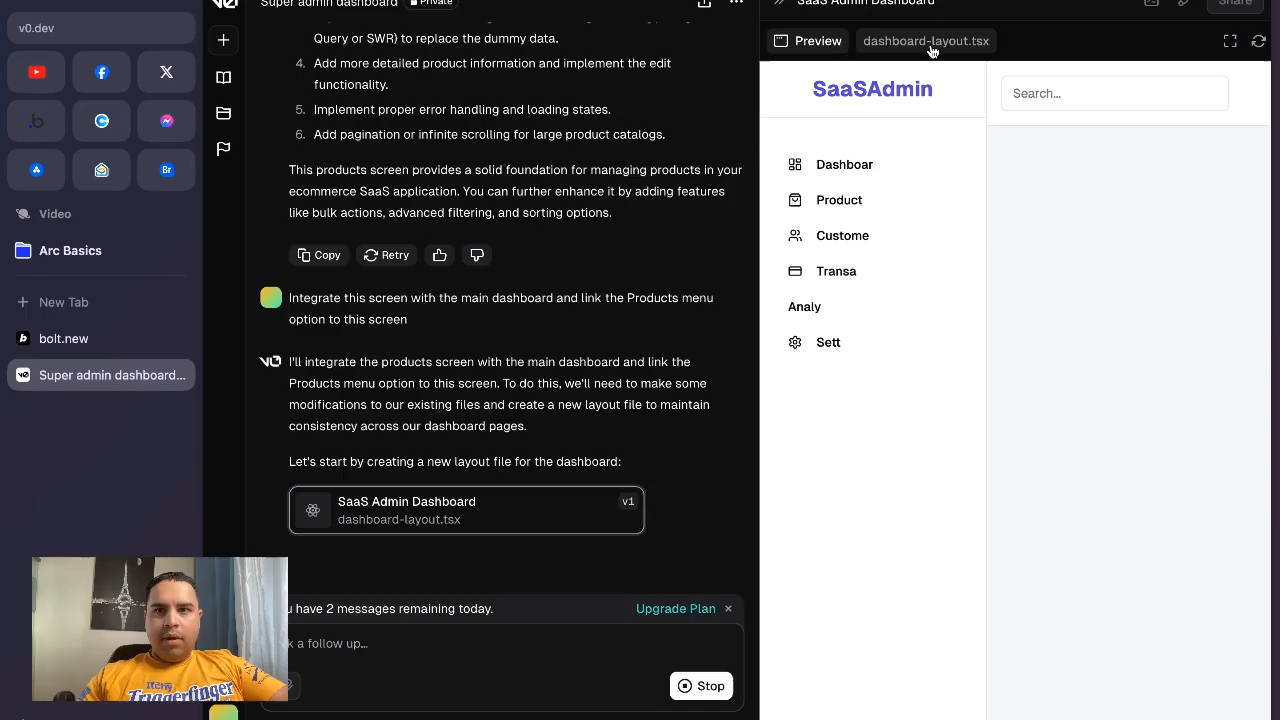 v0.dev
Video
Arc Basics
New Tab
bolt.new
Super admin dashboard...
Super admin dashboard
Private
Query or SWR) to replace the dummy data.
4. Add more detailed product information and implement the edit
functionality.
5. Implement proper error handling and loading states.
6. Add pagination or infinite scrolling for large product catalogs.
This products screen provides a solid foundation for managing products in your
ecommerce SaaS application. You can further enhance it by adding features
like bulk actions, advanced filtering, and sorting options.
Copy
Retry
Integrate this screen with the main dashboard and link the Products menu
option to this screen
I'll integrate the products screen with the main dashboard and link the
Products menu option to this screen. To do this, we'll need to make some
modifications to our existing files and create a new layout file to maintain
consistency across our dashboard pages.
Let's start by creating a new layout file for the dashboard:
SaaS Admin Dashboard
v1
dashboard-layout.tsx
have 2 messages remaining today.
Upgrade Plan
a follow up...
Stop
SaaS Admin Dashboard
Share
Preview
dashboard-layout.tsx
SaaSAdmin
Search...
Dashboar
Product
Custome
Transa
Analy
Sett
Br
Triggerfinger